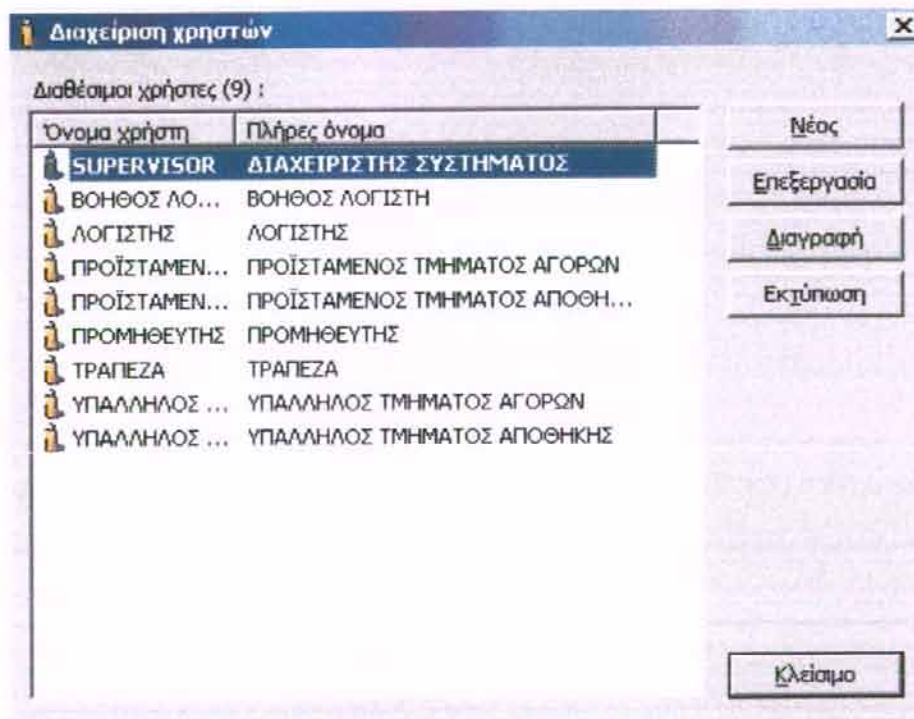 Διαχείριση χρηστών
Διαθέσιμοι χρήστες (9) :
Όνομα χρήστη Πλήρες όνομα
SUPERVISOR ΔΙΑΧΕΙΡΙΣΤΗΣ ΣΥΣΤΗΜΑΤΟΣ
ΒΟΗΘΟΣ ΛΟ... ΒΟΗΘΟΣ ΛΟΓΙΣΤΗ
ΛΟΓΙΣΤΗΣ ΛΟΓΙΣΤΗΣ
ΠΡΟΪΣΤΑΜΕΝ... ΠΡΟΪΣΤΑΜΕΝΟΣ ΤΜΗΜΑΤΟΣ ΑΓΟΡΩΝ
ΠΡΟΪΣΤΑΜΕΝ... ΠΡΟΪΣΤΑΜΕΝΟΣ ΤΜΗΜΑΤΟΣ ΑΠΟΘΗ...
ΠΡΟΜΗΘΕΥΤΗΣ ΠΡΟΜΗΘΕΥΤΗΣ
ΤΡΑΠΕΖΑ ΤΡΑΠΕΖΑ
ΥΠΑΛΛΗΛΟΣ ... ΥΠΑΛΛΗΛΟΣ ΤΜΗΜΑΤΟΣ ΑΓΟΡΩΝ
ΥΠΑΛΛΗΛΟΣ ... ΥΠΑΛΛΗΛΟΣ ΤΜΗΜΑΤΟΣ ΑΠΟΘΗΚΗΣ
Νέος
Επεξεργασία
Διαγραφή
Εκτύπωση
Κλείσιμο